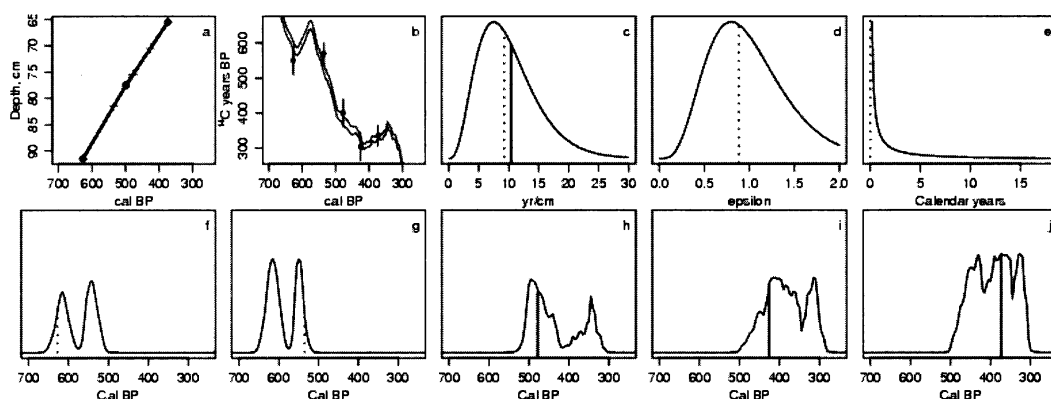 a
65
70
75
80
85
90
Depth, cm
700 600 500 400 300
cal BP
b
600
500
400
300
¹⁴C years BP
700 600 500 400 300
cal BP
c
0 5 10 15 20 25 30
yr/cm
d
0.0 0.5 1.0 1.5 2.0
epsilon
e
0 5 10 15
Calendar years
f
700 600 500 400 300
Cal BP
g
700 600 500 400 300
Cal BP
h
700 600 500 400 300
Cal BP
i
700 600 500 400 300
Cal BP
j
700 600 500 400 300
Cal BP